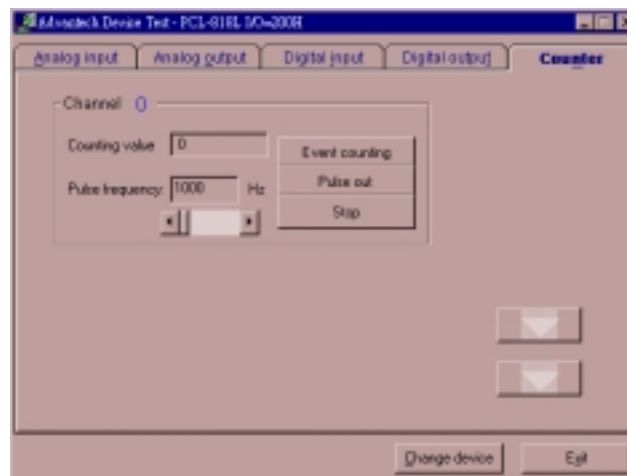 Advantech Device Test - PCL-818L I/O=200H
Analog input Analog output Digital input Digital output Counter
Channel 0
Counting value 0
Event counting
Pulse frequency: 1000 Hz
Pulse out
Stop
Change device Exit